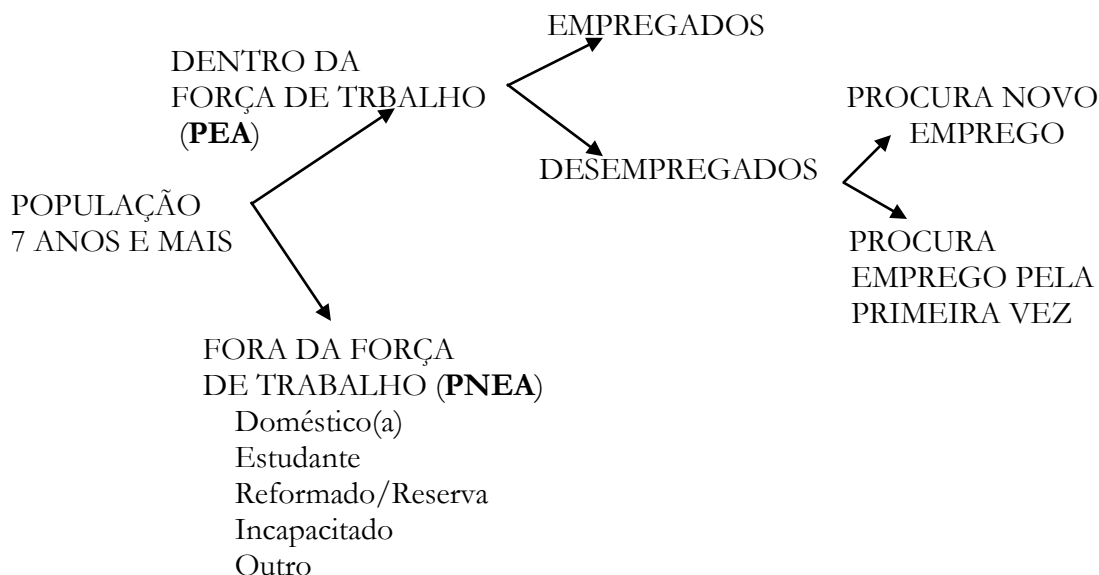 EMPREGADOS
DENTRO DA
FORÇA DE TRBALHO
(PEA)
PROCURA NOVO
EMPREGO
DESEMPREGADOS
POPULAÇÃO
7 ANOS E MAIS
PROCURA
EMPREGO PELA
PRIMEIRA VEZ
FORA DA FORÇA
DE TRABALHO (PNEA)
Doméstico(a)
Estudante
Reformado/Reserva
Incapacitado
Outro